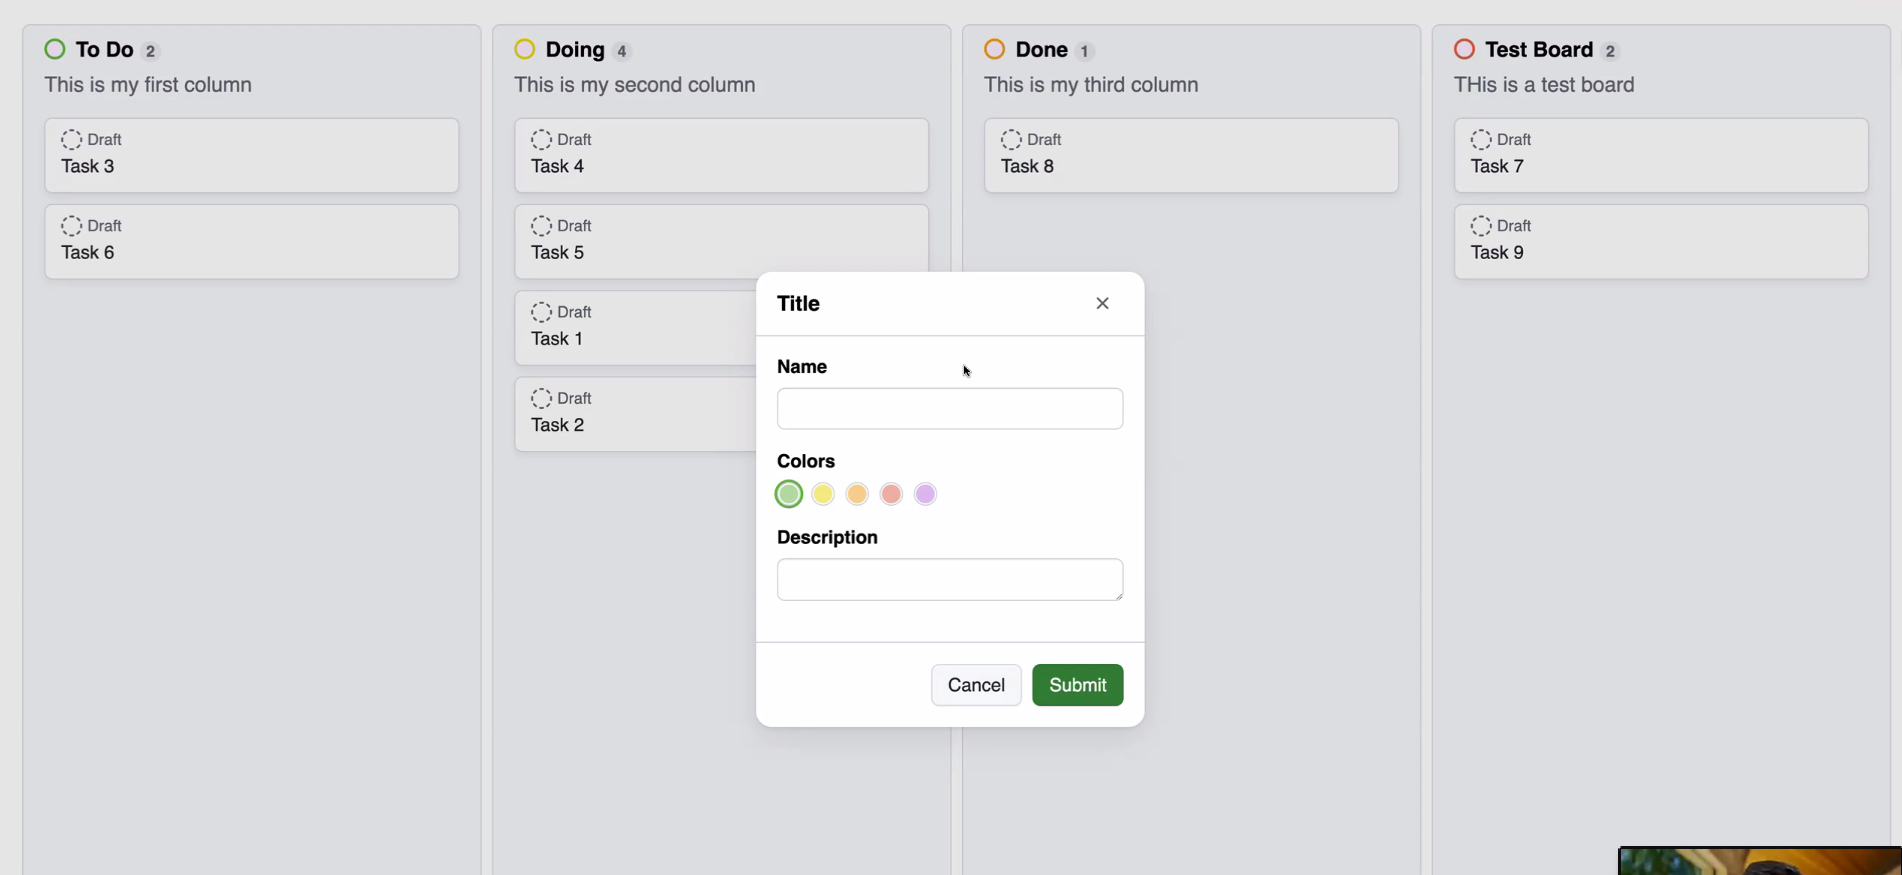 To Do 2
This is my first column
Draft
Task 3
Draft
Task 6
Doing 4
This is my second column
Draft
Task 4
Draft
Task 5
Draft
Task 1
Draft
Task 2
Done 1
This is my third column
Draft
Task 8
Test Board 2
THis is a test board
Draft
Task 7
Draft
Task 9
Title
Name
Colors
Description
Cancel
Submit